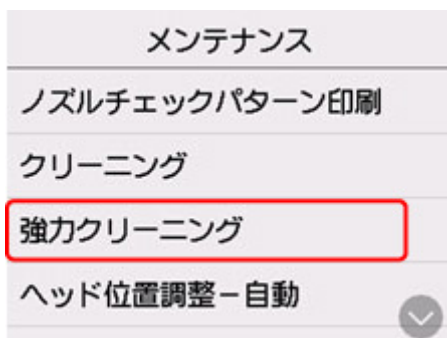 メンテナンス
ノズルチェックパターン印刷
クリーニング
強力クリーニング
ヘッド位置調整－自動